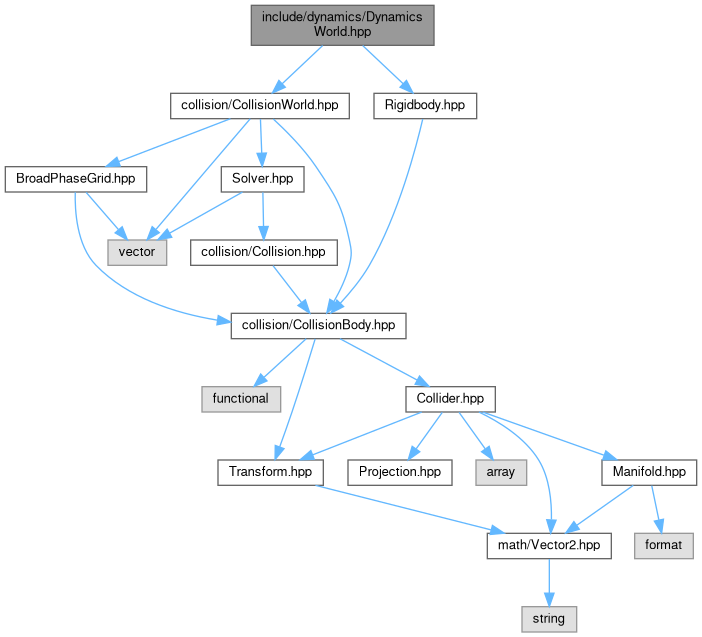 include/dynamics/Dynamics
World.hpp
collision/CollisionWorld.hpp
Rigidbody.hpp
BroadPhaseGrid.hpp
Solver.hpp
vector
collision/Collision.hpp
collision/CollisionBody.hpp
functional
Collider.hpp
Transform.hpp
Projection.hpp
array
Manifold.hpp
math/Vector2.hpp
format
string